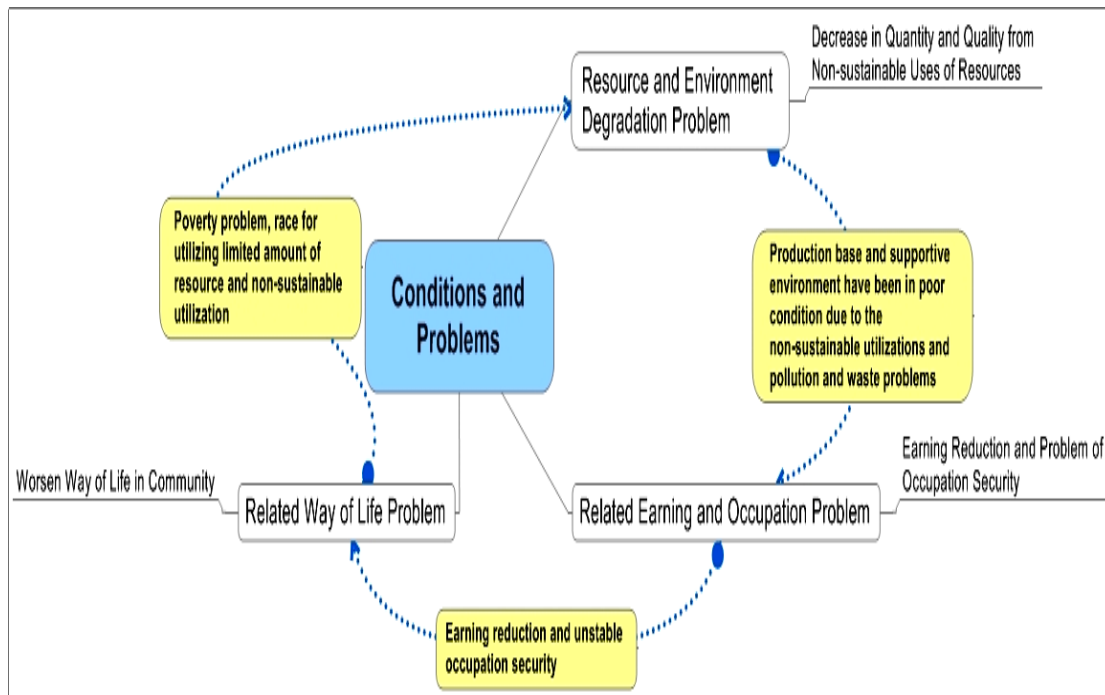 Decrease in Quantity and Quality from
Non-sustainable Uses of Resources
Resource and Environment
Degradation Problem
Poverty problem, race for
utilizing limited amount of
resource and non-sustainable
utilization
Conditions and
Problems
Production base and supportive
environment have been in poor
condition due to the
non-sustainable utilizations and
pollution and waste problems
Worsen Way of Life in Community
Related Way of Life Problem
Related Earning and Occupation Problem
Earning Reduction and Problem of
Occupation Security
Earning reduction and unstable
occupation security